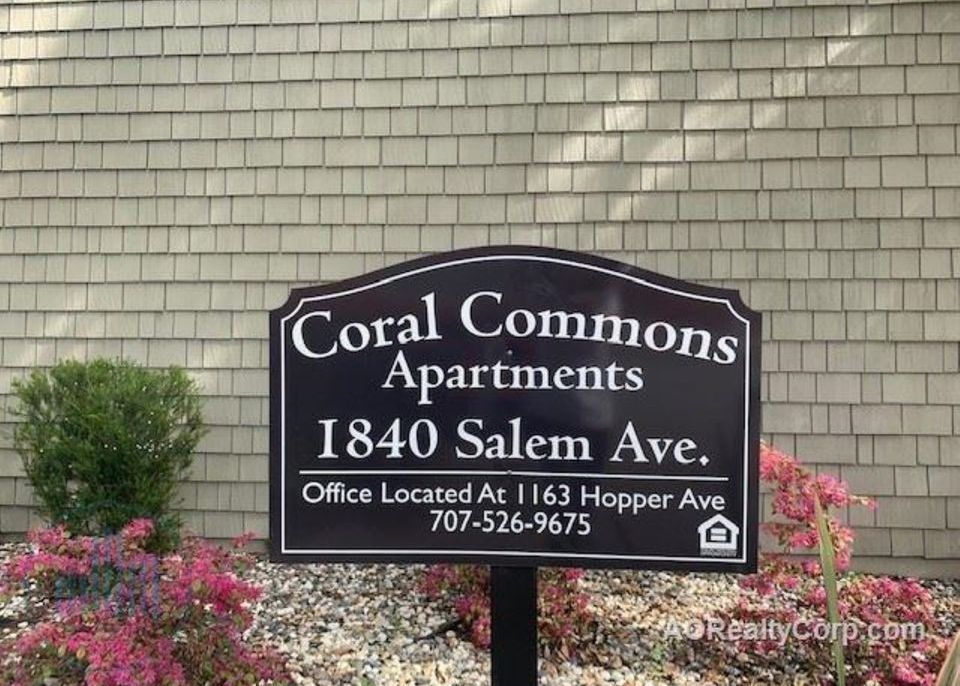 Coral Commons
Apartments
1840 Salem Ave.
Office Located At 1163 Hopper Ave
707-526-9675
AORealtyCorp.com